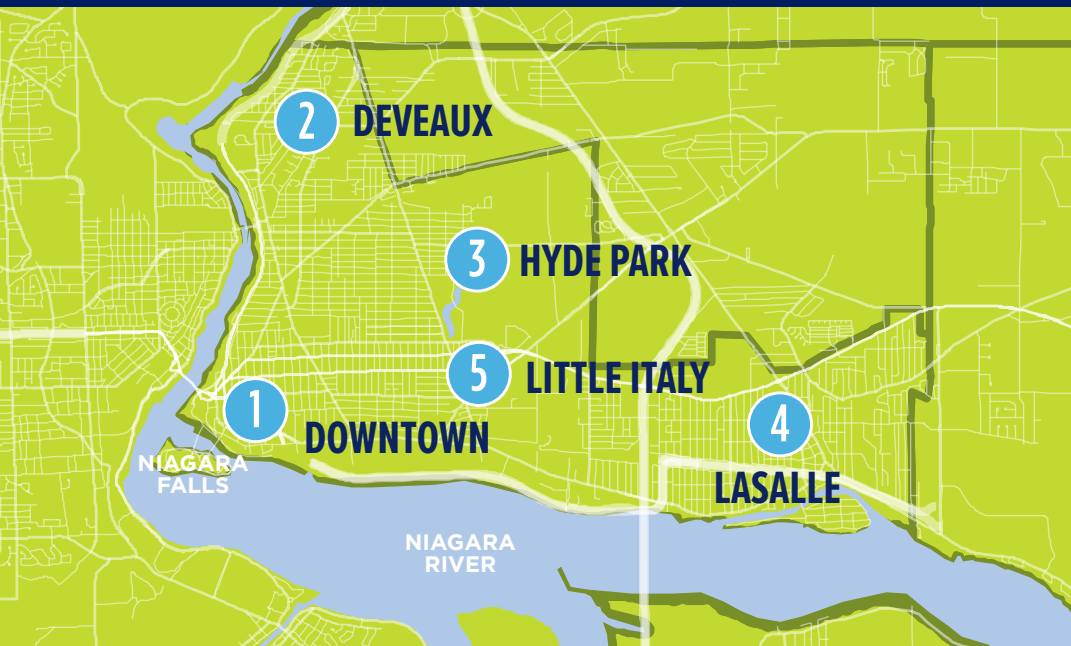 2 DEVEAUX
3 HYDE PARK
5 LITTLE ITALY
1 DOWNTOWN
4 LASALLE
NIAGARA
FALLS
NIAGARA
RIVER